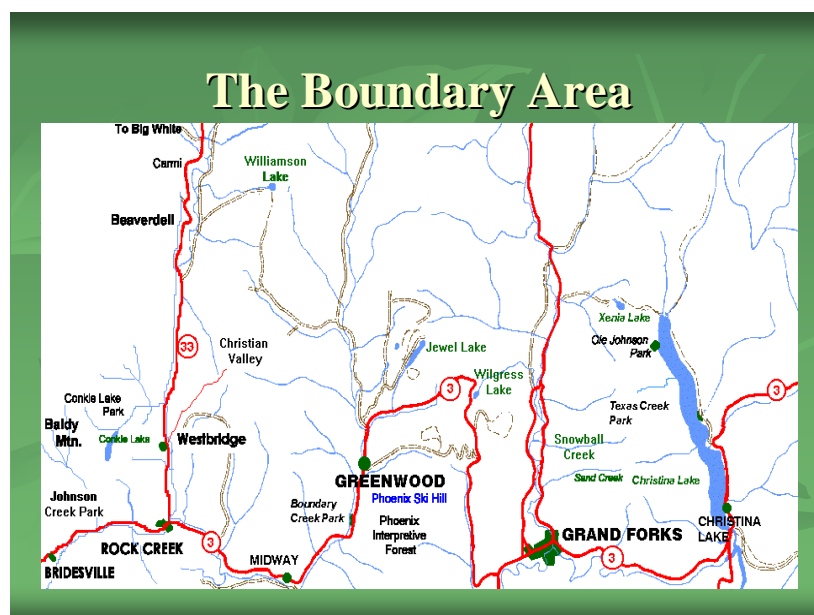 The Boundary Area
To Big White
Carmi
Williamson
Lake
Beaverdell
33
Christian
Valley
Xenia Lake
Ole Johnson
Park
Jewel Lake
Wilgress
Lake
3
3
Conkle Lake
Park
Baldy
Mtn.
Conkle Lake
Westbridge
Texas Creek
Park
Snowball
Creek
Sand Creek
Christina Lake
GREENWOOD
Phoenix Ski Hill
Johnson
Creek Park
Boundary
Creek Park
Phoenix
Interpretive
Forest
CHRISTINA
LAKE
GRAND FORKS
ROCK CREEK
3
MIDWAY
3
BRIDESVILLE